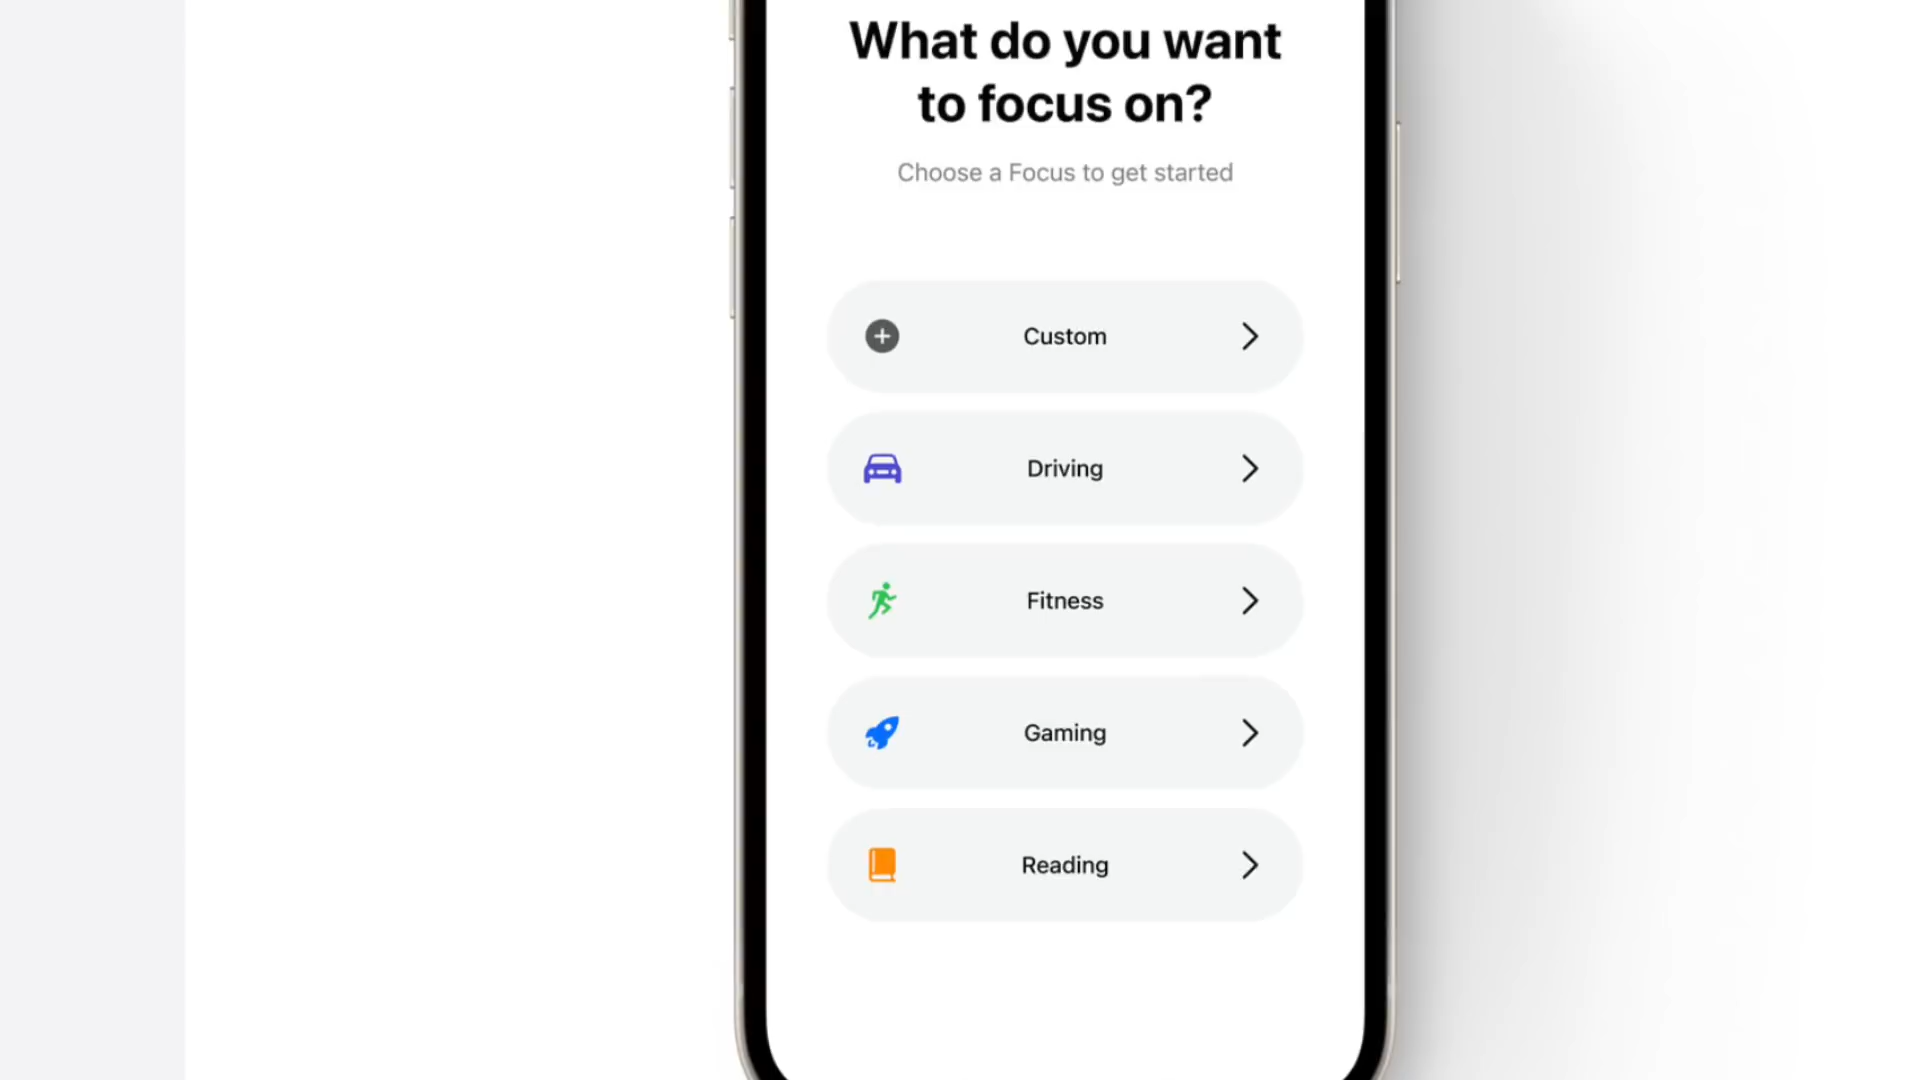 What do you want
to focus on?
Choose a Focus to get started
Custom
Driving
Fitness
Gaming
Reading